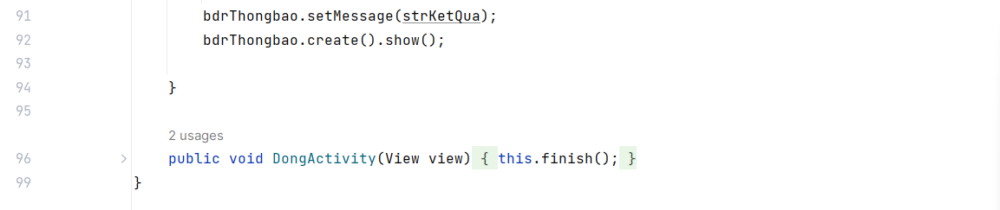 91 bdrThongbao.setMessage(strKetQua);
92 bdrThongbao.create().show();
93
94 }
95
2 usages
96 public void DongActivity(View view) { this.finish(); }
99 }